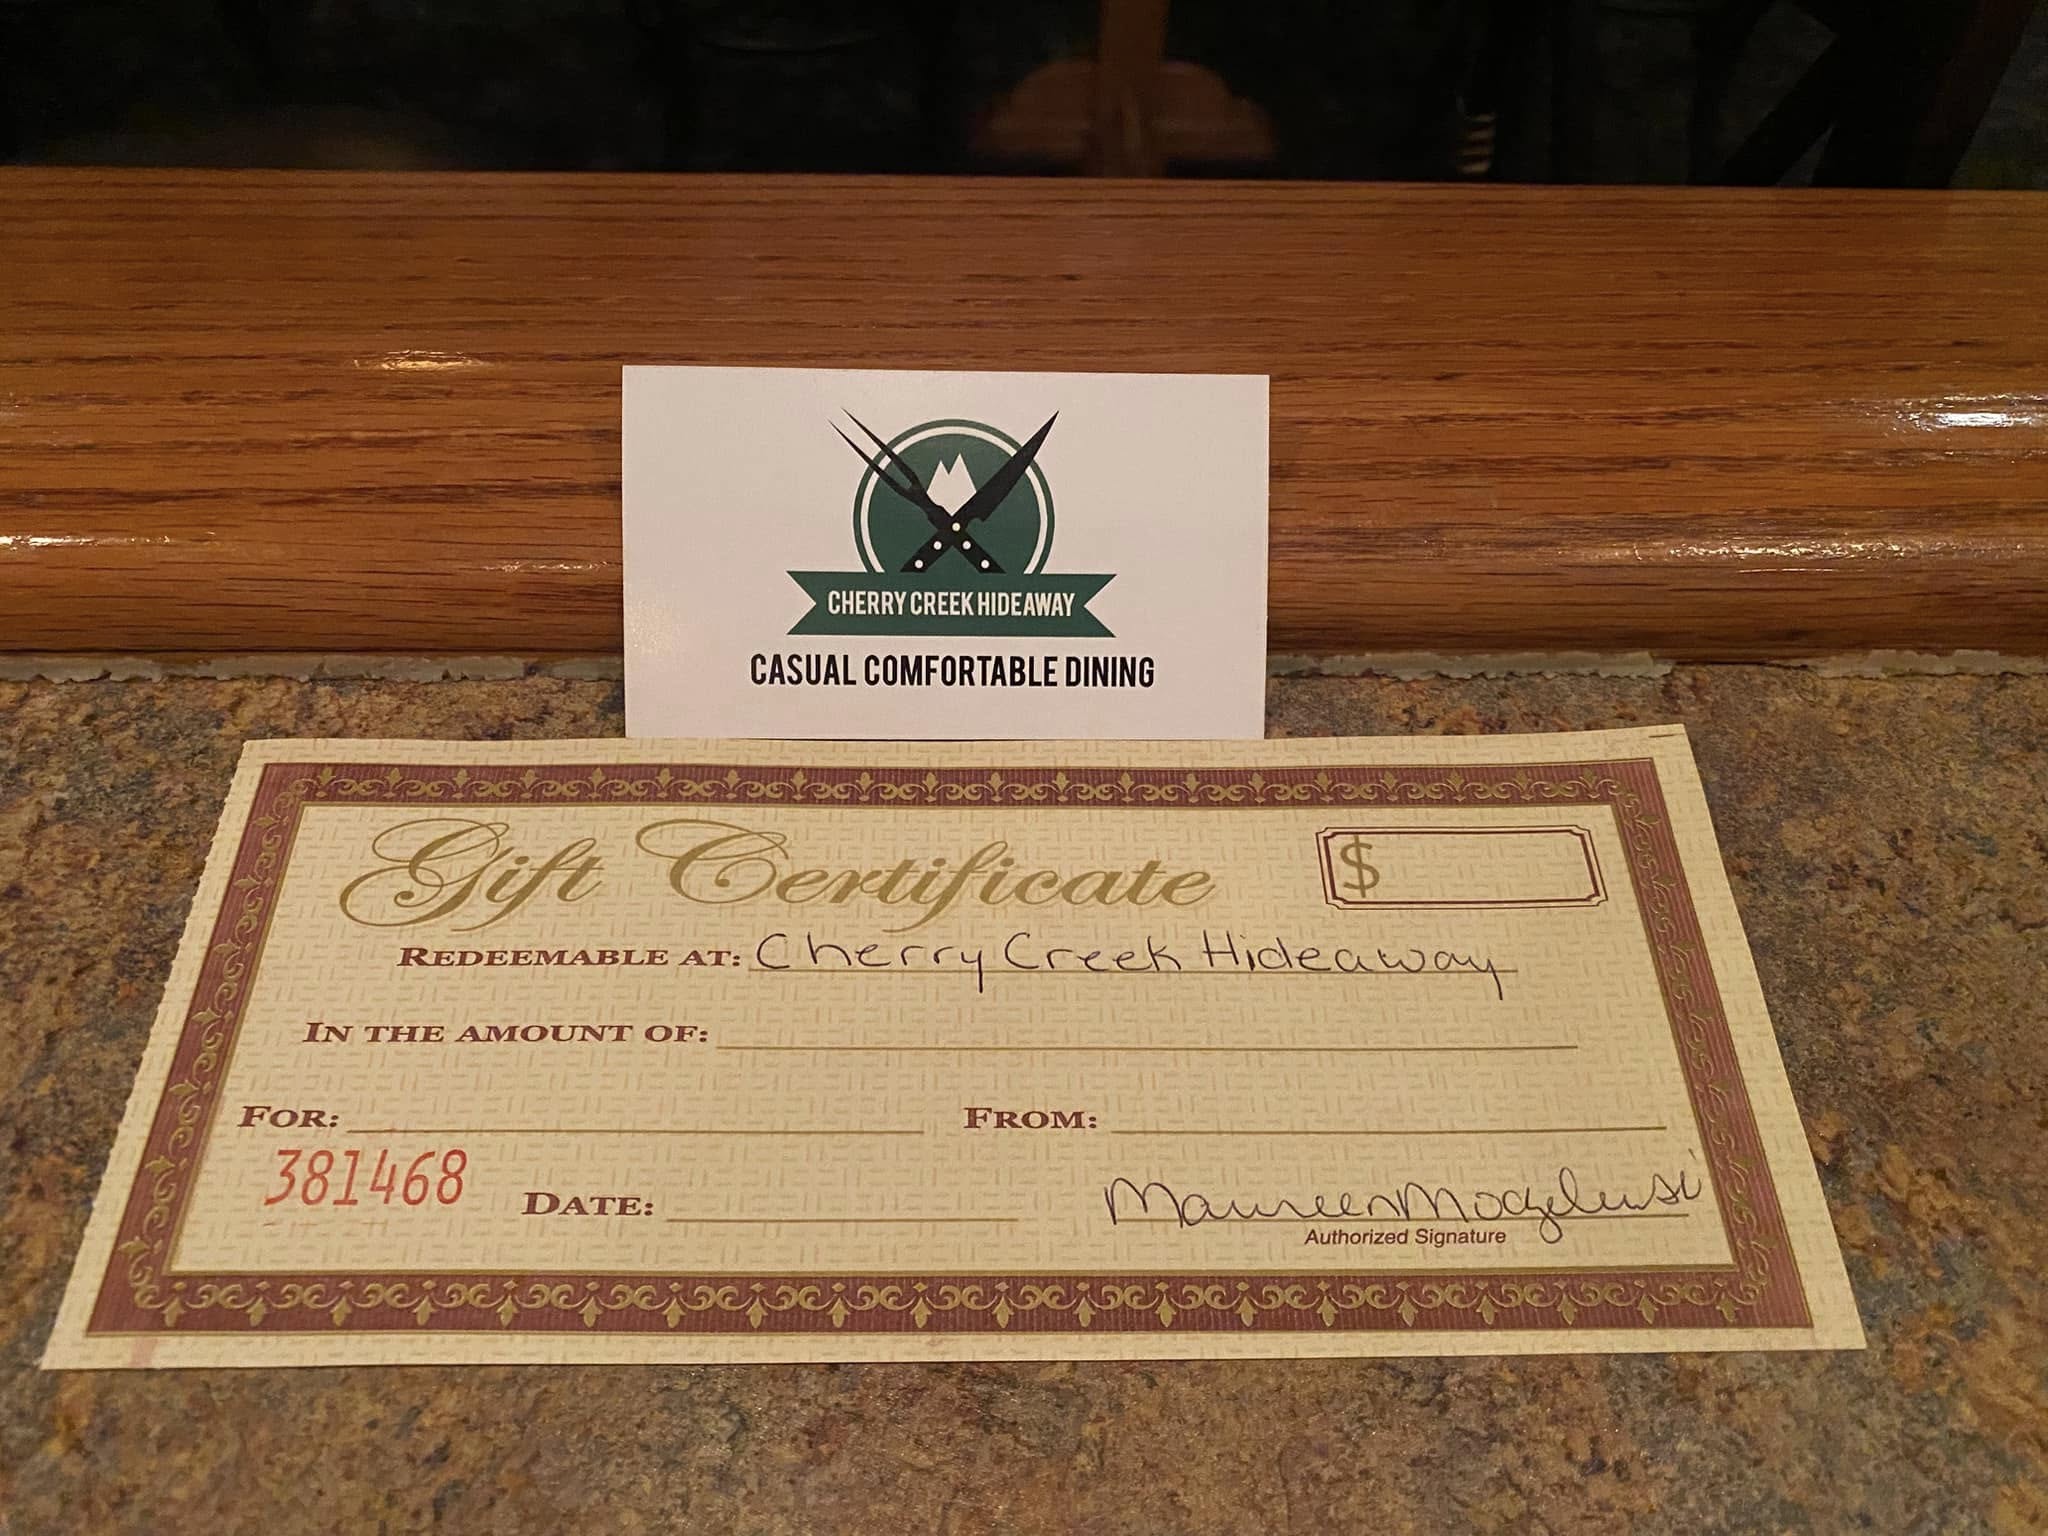 CHERRY CREEK HIDEAWAY
CASUAL COMFORTABLE DINING
Gift Certificate
$
REDEEMABLE AT: Cherry Creek Hideaway
IN THE AMOUNT OF:
FOR: FROM:
381468
DATE: Maureen
Authorized Signature